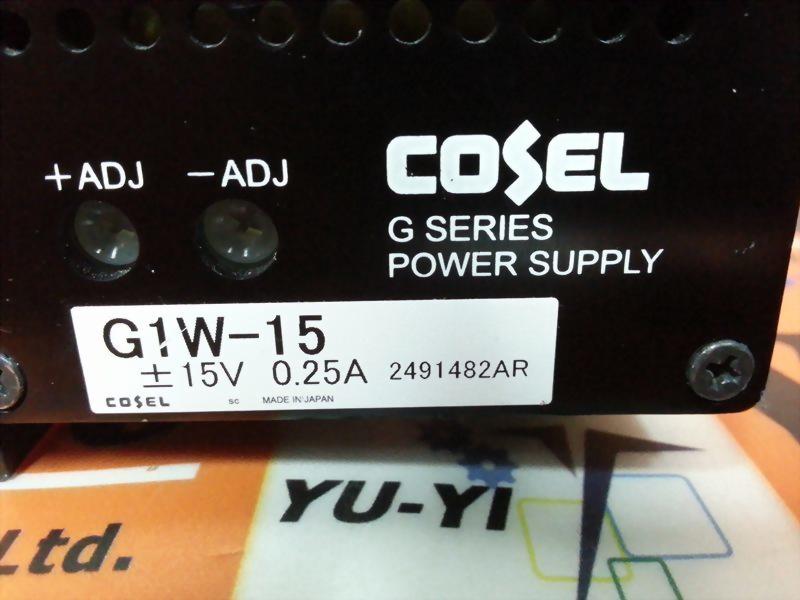 +ADJ -ADJ
COSEL
G SERIES
POWER SUPPLY
G1W-15
±15V 0.25A 2491482AR
COSEL SC MADE IN JAPAN
YU-YI
Ltd.